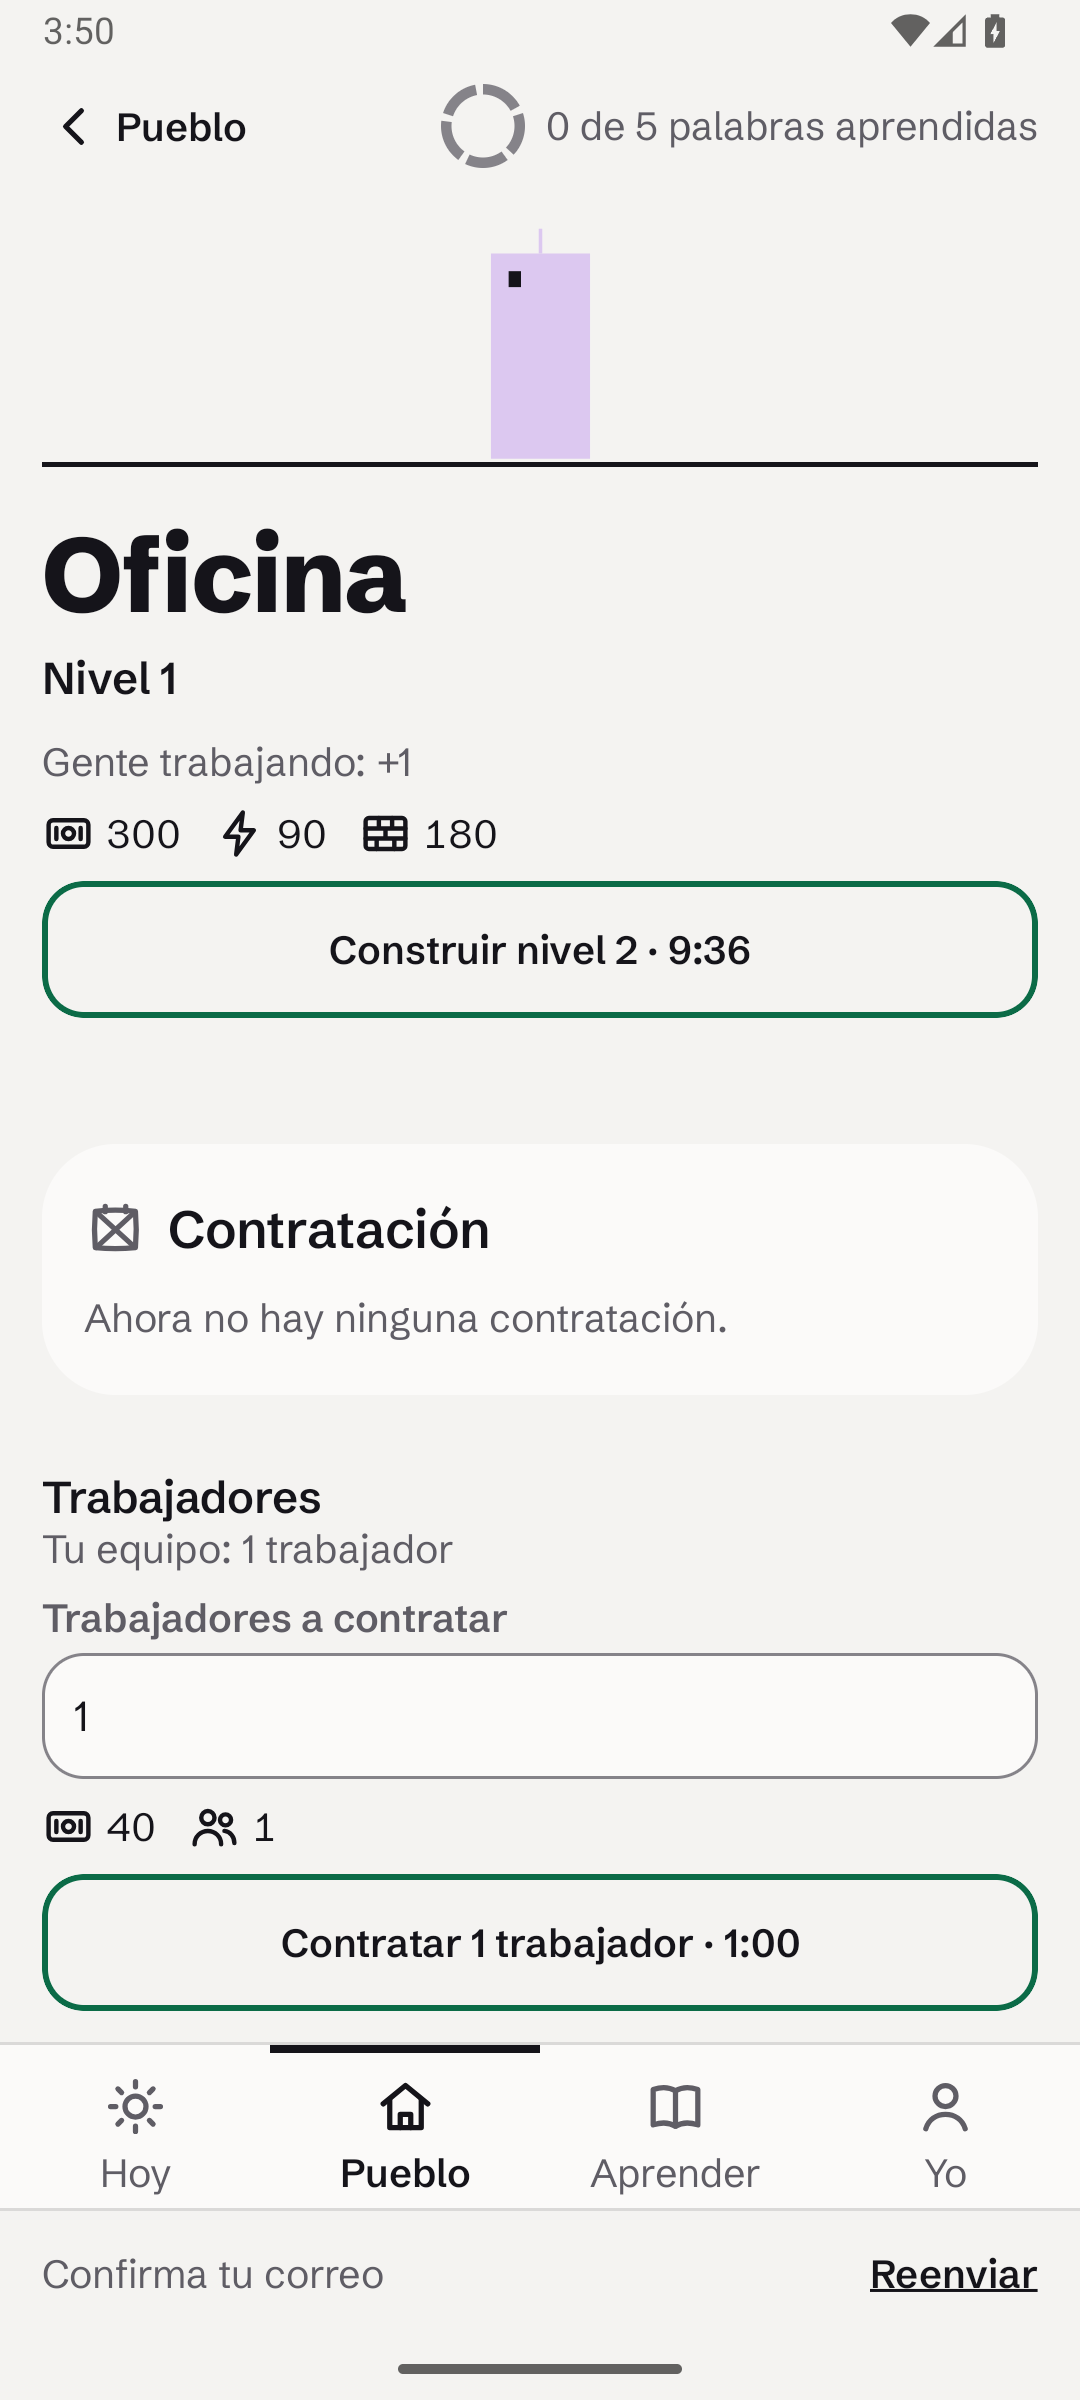 3:50
Pueblo
0 de 5 palabras aprendidas
Oficina
Nivel 1
Gente trabajando: +1
300 90 180
Construir nivel 2 · 9:36
Contratación
Ahora no hay ninguna contratación.
Trabajadores
Tu equipo: 1 trabajador
Trabajadores a contratar
1
40 1
Contratar 1 trabajador · 1:00
Hoy Pueblo Aprender Yo
Confirma tu correo Reenviar